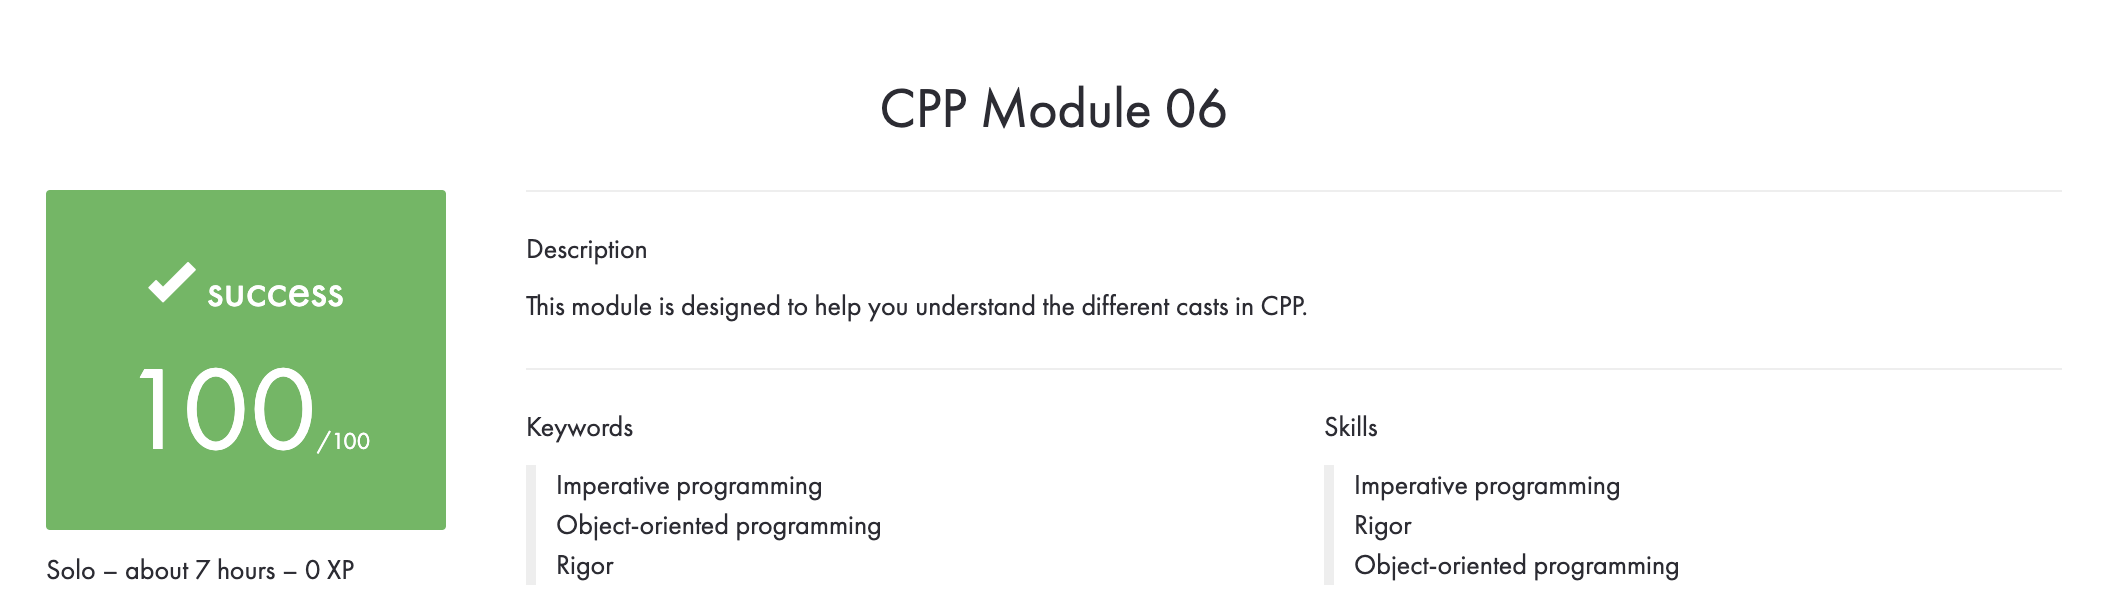 CPP Module 06
success
100/100
Solo – about 7 hours – 0 XP
Description
This module is designed to help you understand the different casts in CPP.
Keywords
Imperative programming
Object-oriented programming
Rigor
Skills
Imperative programming
Rigor
Object-oriented programming